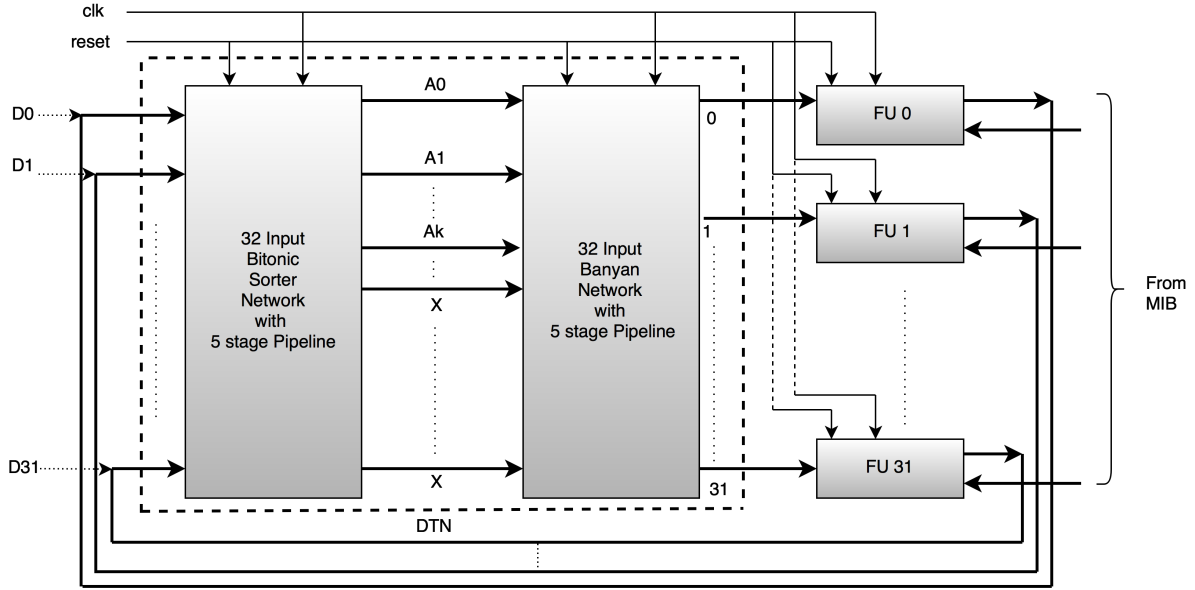 clk
reset
D0
D1
D31
32 Input
Bitonic
Sorter
Network
with
5 stage Pipeline
A0
A1
Ak
X
X
32 Input
Banyan
Network
with
5 stage Pipeline
0
1
31
FU 0
FU 1
FU 31
From
MIB
DTN